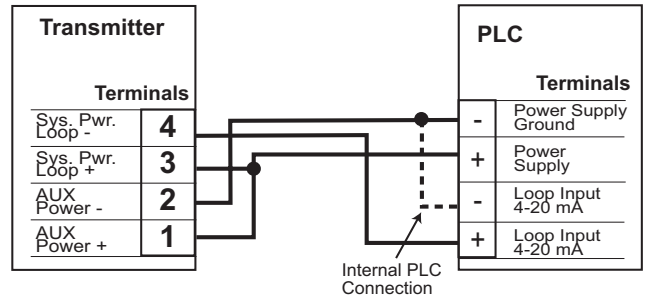 Transmitter
Terminals
Sys. Pwr.
Loop -
4
Sys. Pwr.
Loop +
3
AUX
Power -
2
AUX
Power +
1
PLC
Terminals
-
Power Supply
Ground
+
Power
Supply
-
Loop Input
4-20 mA
+
Loop Input
4-20 mA
Internal PLC
Connection